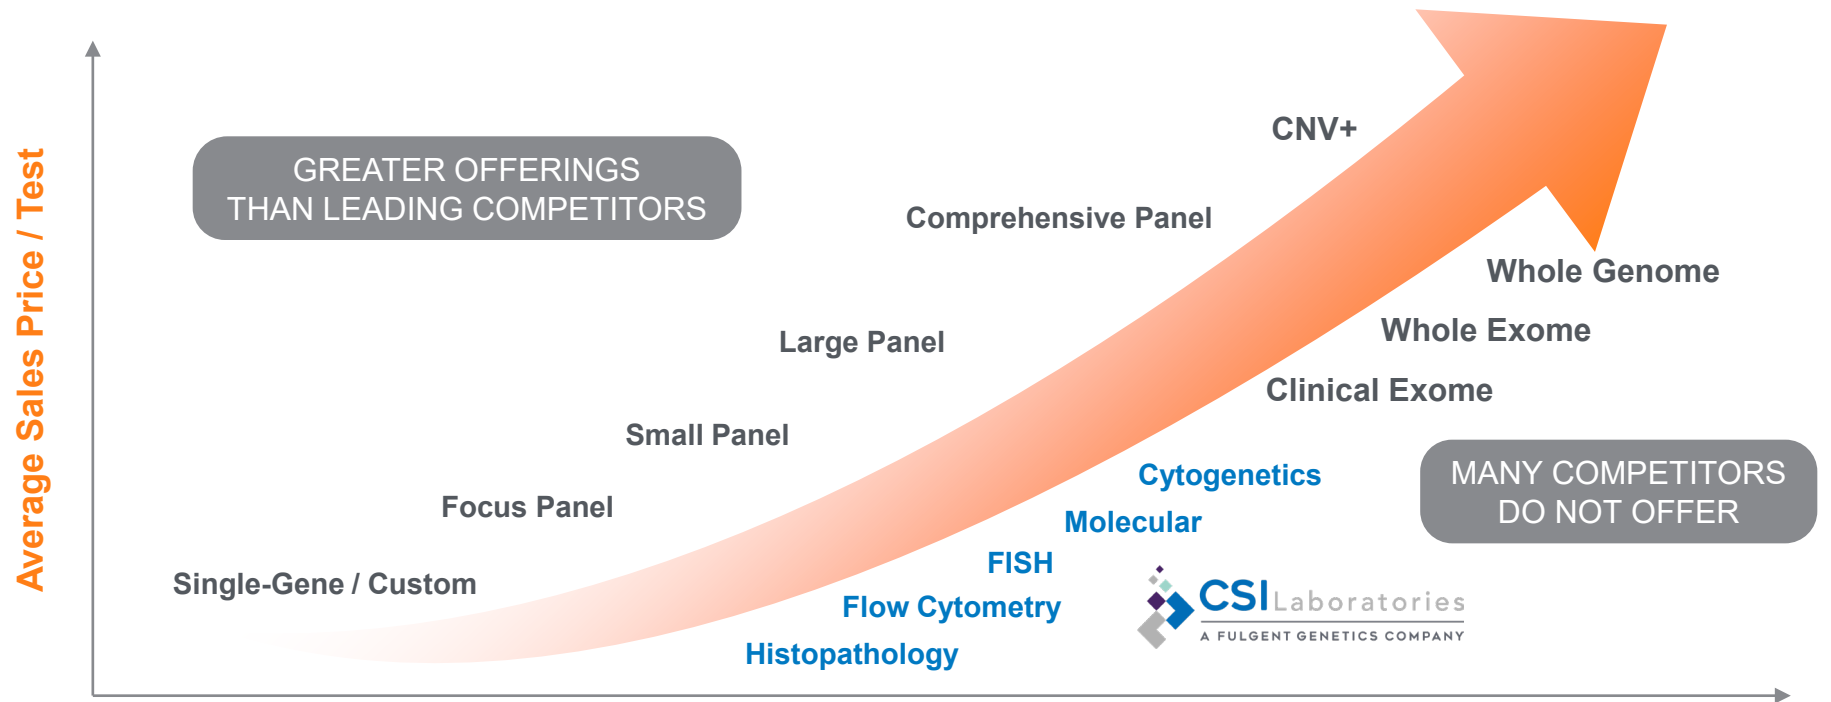 Average Sales Price / Test
GREATER OFFERINGS
THAN LEADING COMPETITORS
CNV+
Comprehensive Panel
Large Panel
Small Panel
Focus Panel
Single-Gene / Custom
Whole Genome
Whole Exome
Clinical Exome
Cytogenetics
Molecular
FISH
Flow Cytometry
Histopathology
MANY COMPETITORS
DO NOT OFFER
CSI Laboratories
A FULGENT GENETICS COMPANY